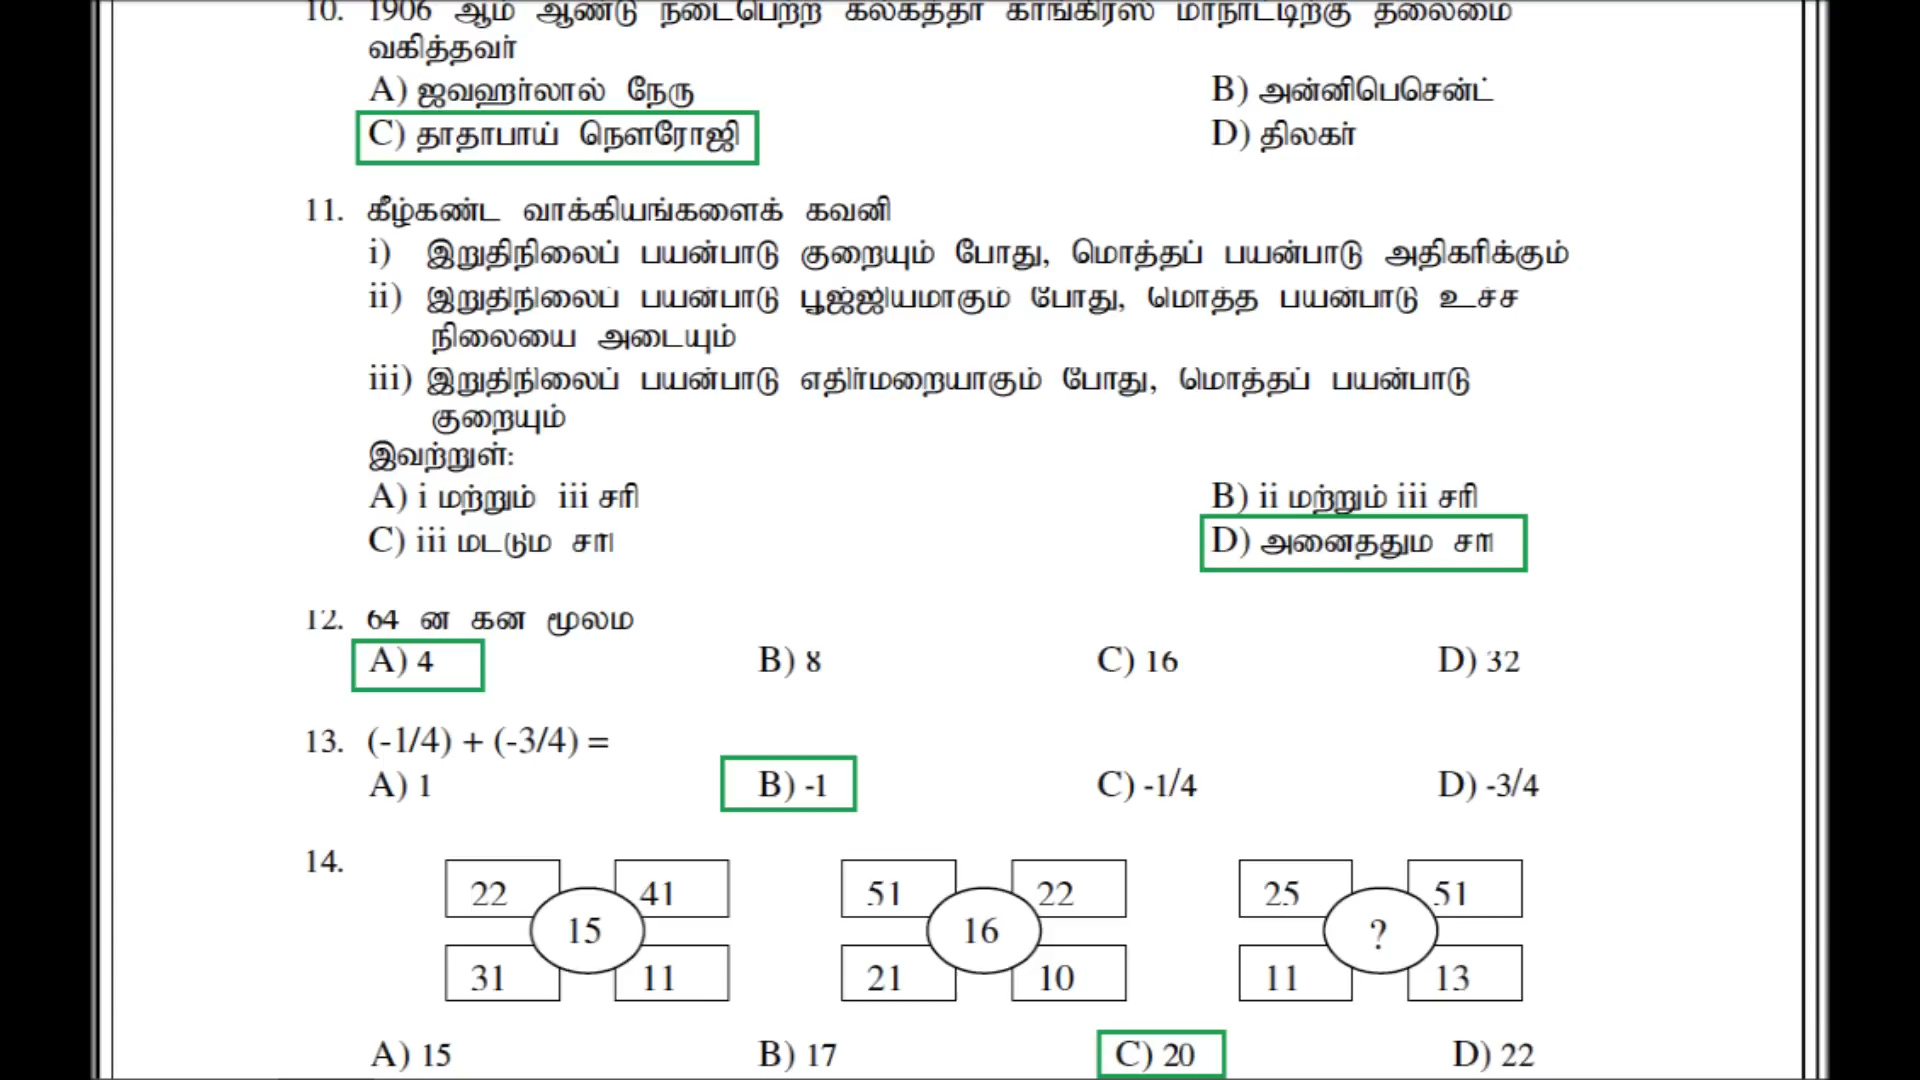 10. 1906 ஆம் ஆண்டு நடைபெற்ற கல்கத்தா காங்கிரஸ் மாநாட்டிற்கு தலைமை
வகித்தவர்
A) ஜவஹர்லால் நேரு B) அன்னிபெசென்ட்
C) தாதாபாய் நௌரோஜி D) திலகர்
11. கீழ்கண்ட வாக்கியங்களைக் கவனி
i) இறுதிநிலைப் பயன்பாடு குறையும் போது, மொத்தப் பயன்பாடு அதிகரிக்கும்
ii) இறுதிநிலைப் பயன்பாடு பூஜ்ஜியமாகும் போது, மொத்த பயன்பாடு உச்ச
நிலையை அடையும்
iii) இறுதிநிலைப் பயன்பாடு எதிர்மறையாகும் போது, மொத்தப் பயன்பாடு
குறையும்
இவற்றுள்:
A) i மற்றும் iii சரி B) ii மற்றும் iii சரி
C) iii மட்டும் சரி D) அனைத்தும் சரி
12. 64 ன் கன மூலம்
A) 4 B) 8 C) 16 D) 32
13. (-1/4) + (-3/4) =
A) 1 B) -1 C) -1/4 D) -3/4
14.
22 41 51 22 25 51
15 16 ?
31 11 21 10 11 13
A) 15 B) 17 C) 20 D) 22